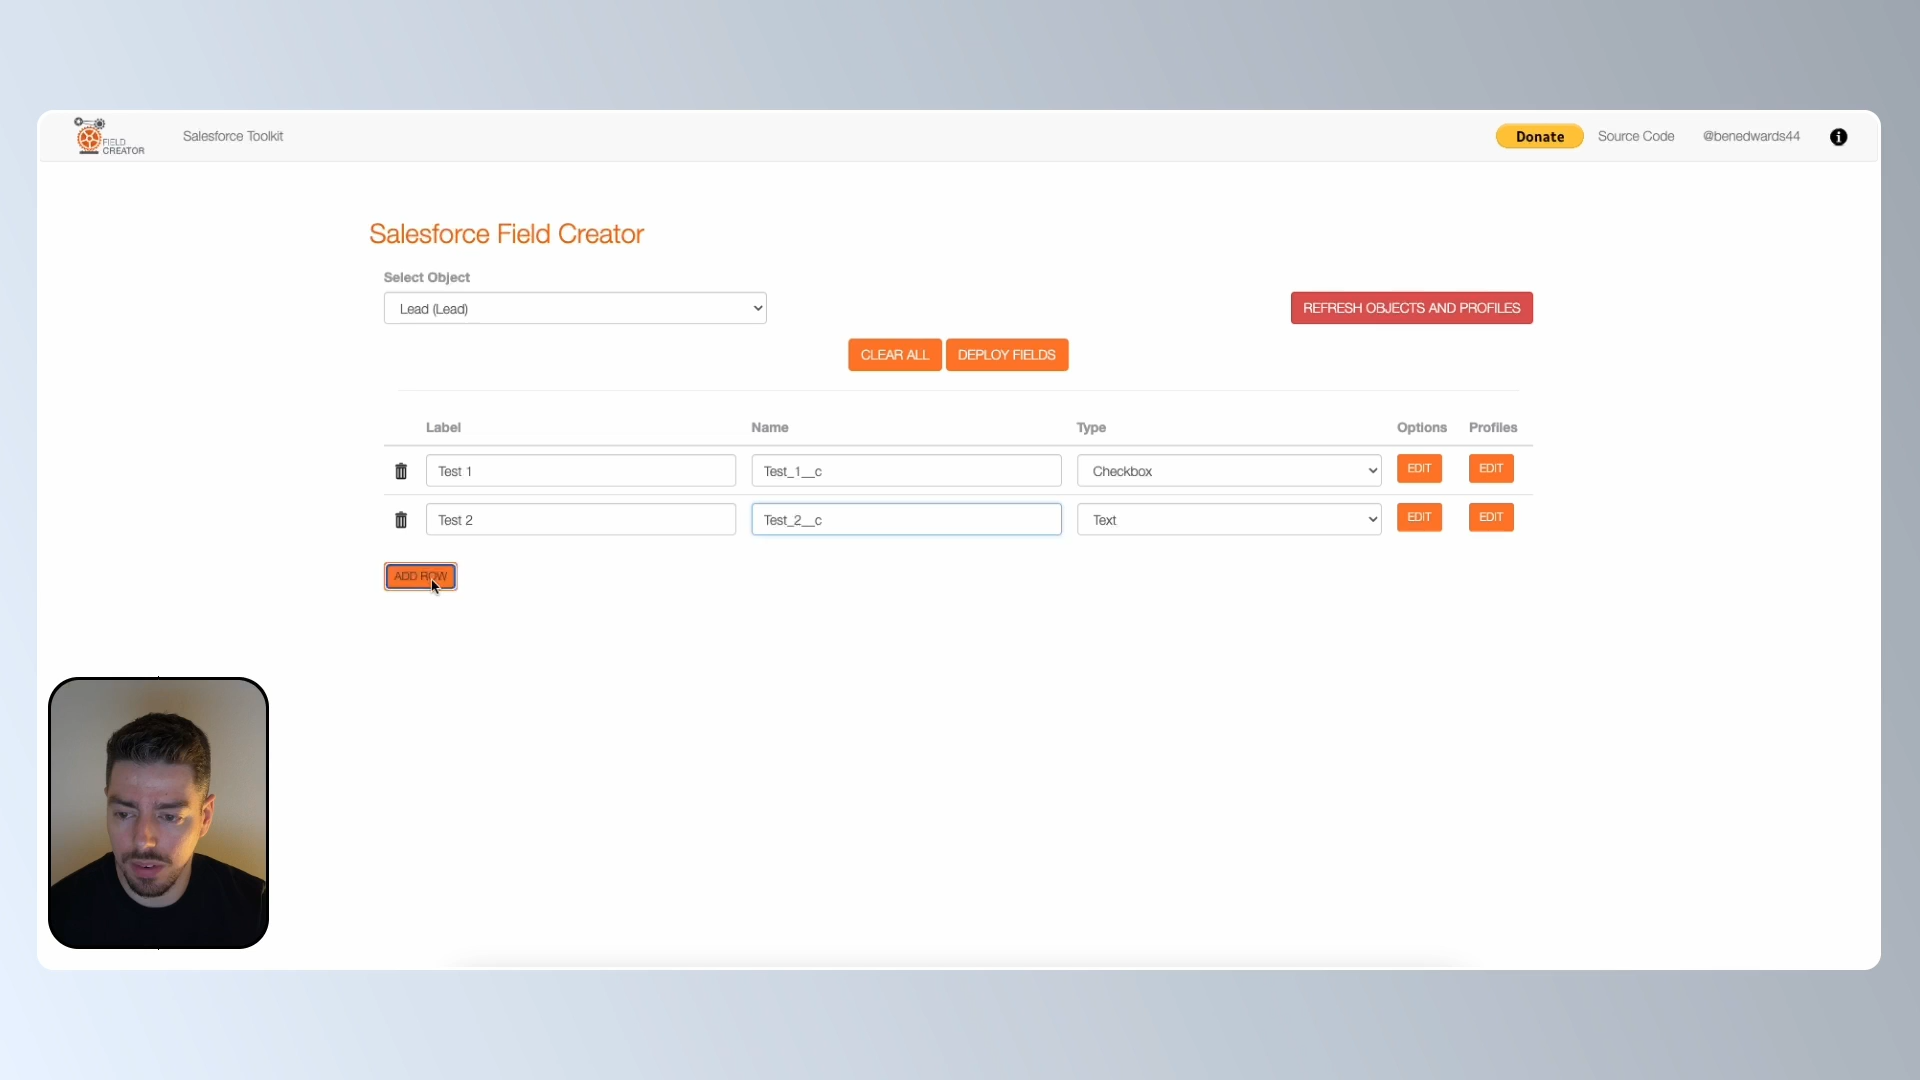 FIELD
CREATOR
Salesforce Toolkit
Donate
Source Code
@benedwards44
Salesforce Field Creator
Select Object
Lead (Lead)
REFRESH OBJECTS AND PROFILES
CLEAR ALL
DEPLOY FIELDS
Label Name Type Options Profiles
Test 1 Test_1__c Checkbox EDIT EDIT
Test 2 Test_2__c Text EDIT EDIT
ADD ROW